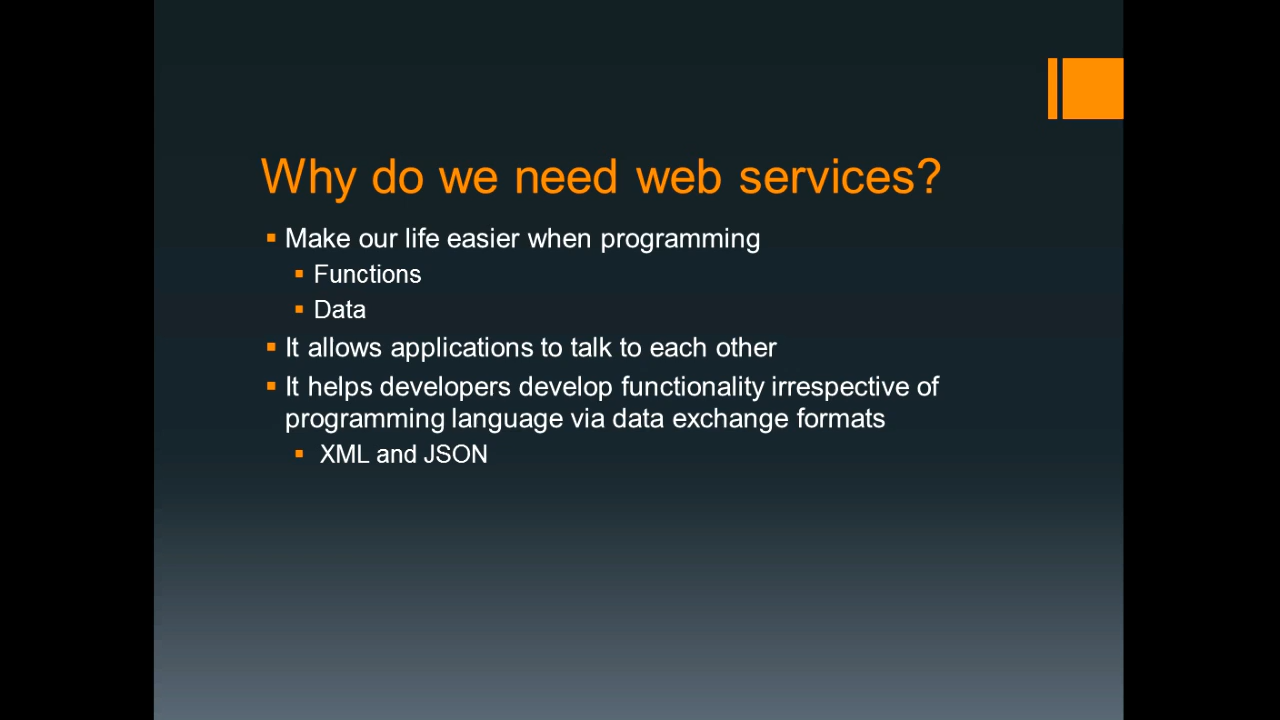 Why do we need web services?
Make our life easier when programming
Functions
Data
It allows applications to talk to each other
It helps developers develop functionality irrespective of
programming language via data exchange formats
XML and JSON